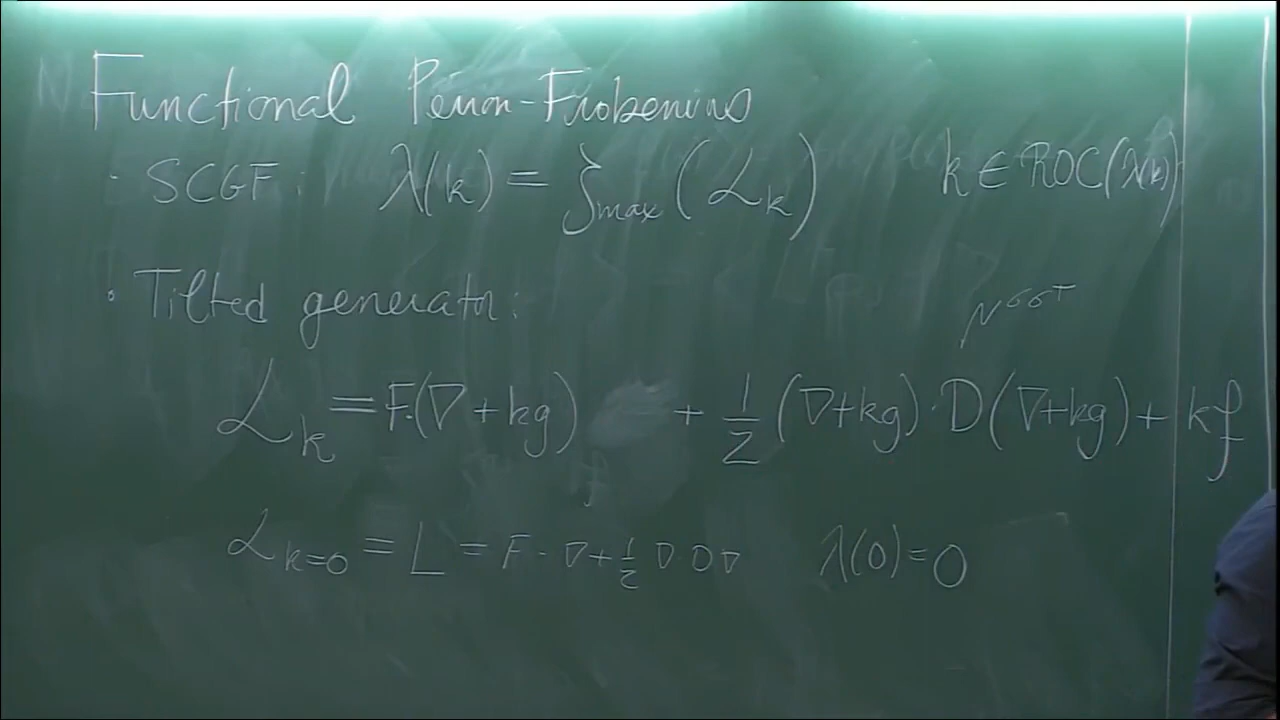 Functional Perron-Frobenius
· SCGF: λ(k) = ζmax (ℒk) k ∈ ROC(λ(k))
· Tilted generator:
σσT
ℒk = F·(∇+kg) + 1/2 (∇+kg)·D(∇+kg) + kf
ℒk=0 = L = F·∇+1/2 ∇·D∇ λ(0)=0